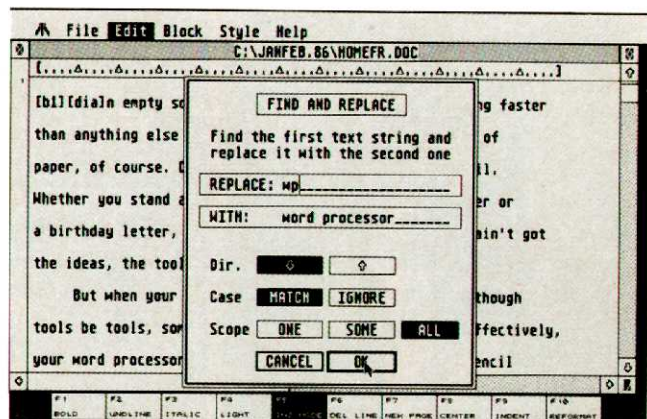 File Edit Block Style Help
C:\JANFEB.86\HOMEFR.DOC
[bi][dia]n empty sc
ng faster
than anything else
of
paper, of course. D
il.
Whether you stand a
er or
a birthday letter,
ain't got
the ideas, the tool
But when your
though
tools be tools, som
ffectively,
your word processor
encil
FIND AND REPLACE
Find the first text string and
replace it with the second one
REPLACE: wp
WITH: word processor
Dir.
Case MATCH IGNORE
Scope ONE SOME ALL
CANCEL OK
F1 F2 F3 F4 F6 F7 F8 F9 F10
BOLD UNDLINE ITALIC LIGHT DEL LINE NEW PAGE CENTER INDENT REFORMAT